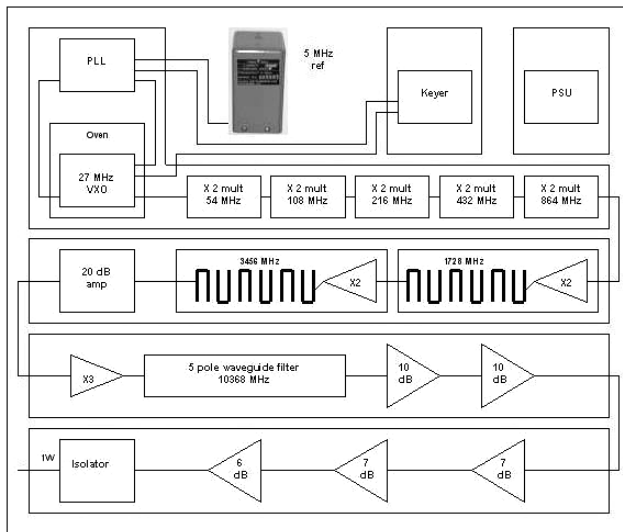 PLL
5 MHz
ref
Keyer
PSU
Oven
27 MHz
VXO
X 2 mult
54 MHz
X 2 mult
108 MHz
X 2 mult
216 MHz
X 2 mult
432 MHz
X 2 mult
864 MHz
20 dB
amp
3456 MHz
X2
1728 MHz
X2
X3
5 pole waveguide filter
10368 MHz
10
dB
10
dB
1W
Isolator
6
dB
7
dB
7
dB